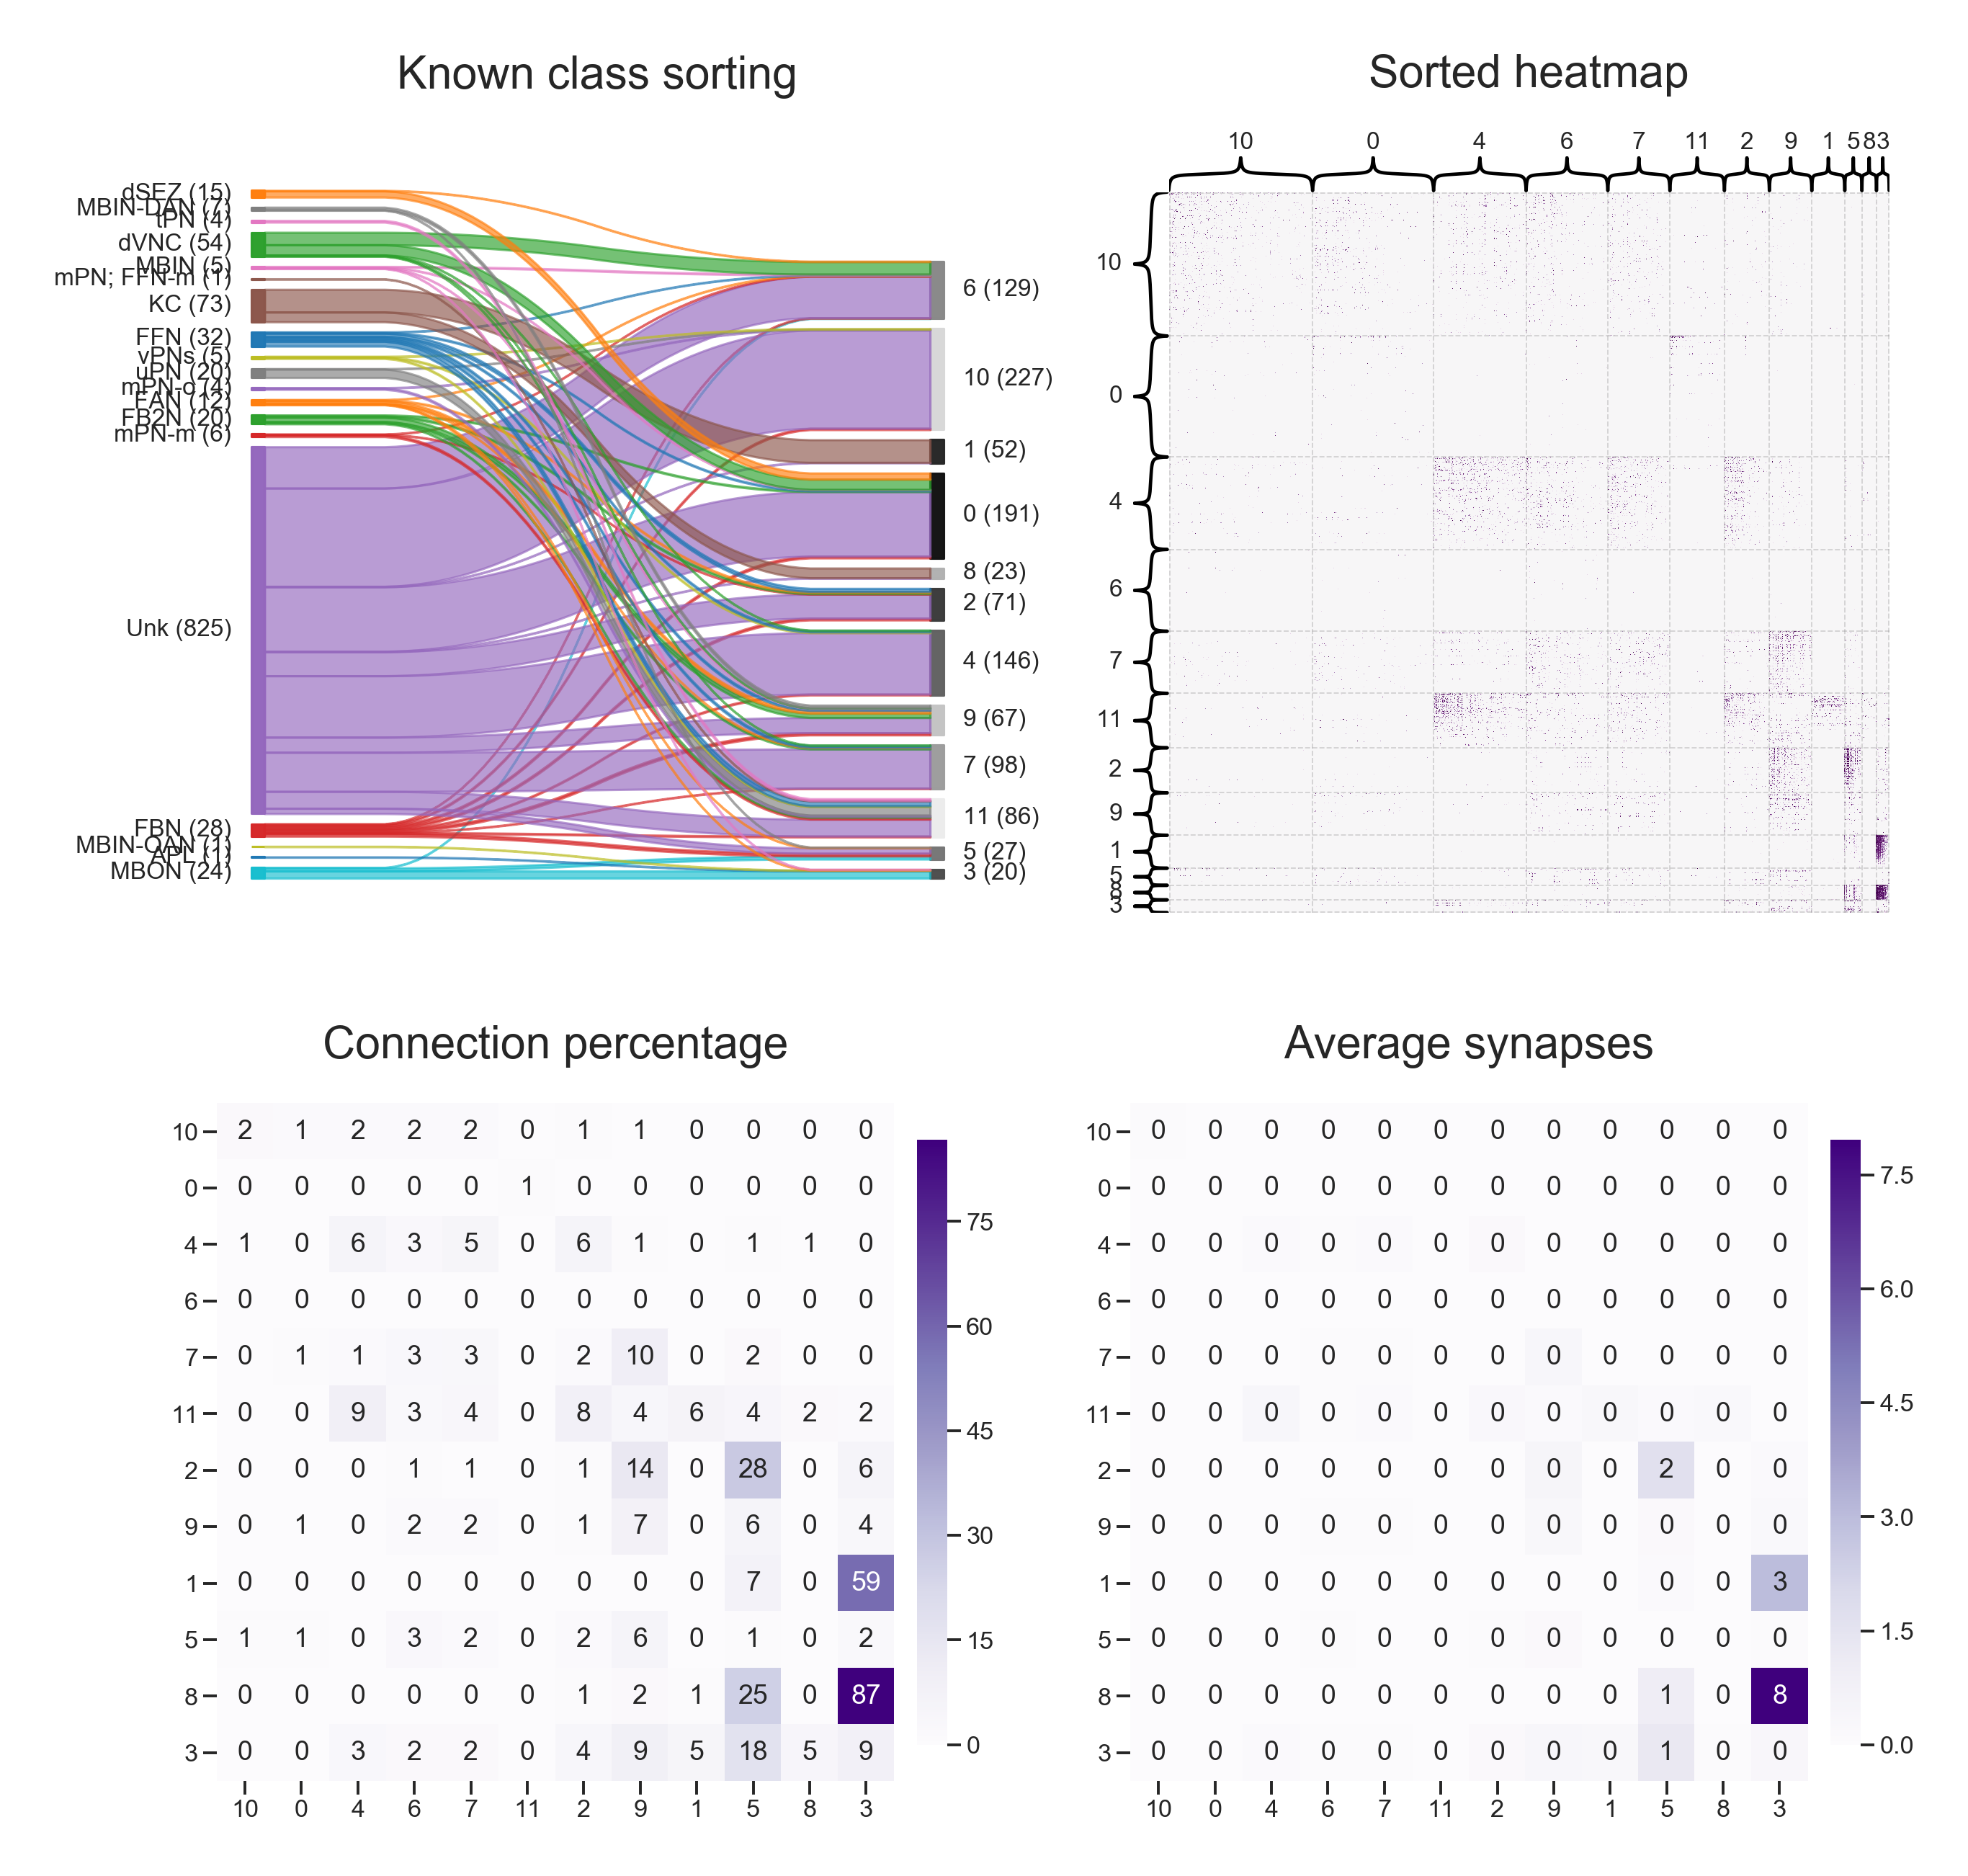 Known class sorting
dSEZ (15)
MBIN-DAN (7)
tPN (4)
dVNC (54)
MBIN (5)
mPN; FFN-m (1)
KC (73)
FFN (32)
vPNs (5)
uPN (20)
mPN-o (4)
FAN (12)
FB2N (20)
mPN-m (6)
Unk (825)
FBN (28)
MBIN-OAN (1)
APL (1)
MBON (24)
6 (129)
10 (227)
1 (52)
0 (191)
8 (23)
2 (71)
4 (146)
9 (67)
7 (98)
11 (86)
5 (27)
3 (20)
Sorted heatmap
10 0 4 6 7 11 2 9 1 5 8 3
10
0
4
6
7
11
2
9
1
5
8
3
Connection percentage
10 2 1 2 2 2 0 1 1 0 0 0 0
0 0 0 0 0 0 1 0 0 0 0 0 0
4 1 0 6 3 5 0 6 1 0 1 1 0
6 0 0 0 0 0 0 0 0 0 0 0 0
7 0 1 1 3 3 0 2 10 0 2 0 0
11 0 0 9 3 4 0 8 4 6 4 2 2
2 0 0 0 1 1 0 1 14 0 28 0 6
9 0 1 0 2 2 0 1 7 0 6 0 4
1 0 0 0 0 0 0 0 0 0 7 0 59
5 1 1 0 3 2 0 2 6 0 1 0 2
8 0 0 0 0 0 0 1 2 1 25 0 87
3 0 0 3 2 2 0 4 9 5 18 5 9
10 0 4 6 7 11 2 9 1 5 8 3
75
60
45
30
15
0
Average synapses
10 0 0 0 0 0 0 0 0 0 0 0 0
0 0 0 0 0 0 0 0 0 0 0 0 0
4 0 0 0 0 0 0 0 0 0 0 0 0
6 0 0 0 0 0 0 0 0 0 0 0 0
7 0 0 0 0 0 0 0 0 0 0 0 0
11 0 0 0 0 0 0 0 0 0 0 0 0
2 0 0 0 0 0 0 0 0 0 2 0 0
9 0 0 0 0 0 0 0 0 0 0 0 0
1 0 0 0 0 0 0 0 0 0 0 0 3
5 0 0 0 0 0 0 0 0 0 0 0 0
8 0 0 0 0 0 0 0 0 0 1 0 8
3 0 0 0 0 0 0 0 0 0 1 0 0
10 0 4 6 7 11 2 9 1 5 8 3
7.5
6.0
4.5
3.0
1.5
0.0